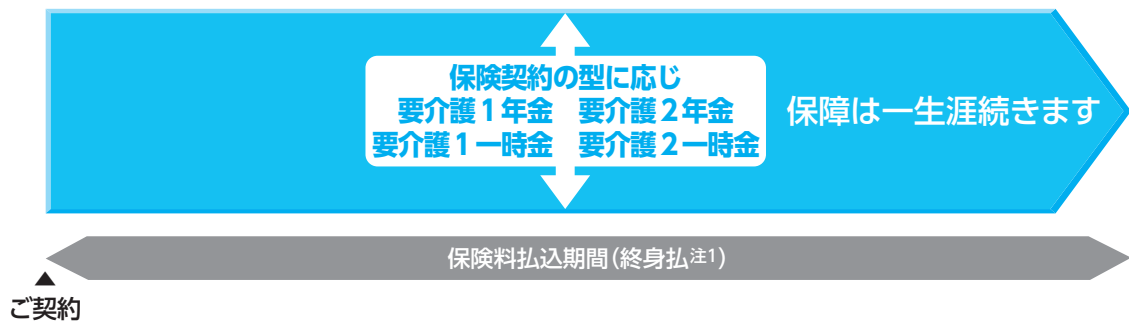 保険契約の型に応じ
要介護1年金 要介護2年金
要介護1一時金 要介護2一時金
保障は一生涯続きます
保険料払込期間(終身払注1)
▲
ご契約